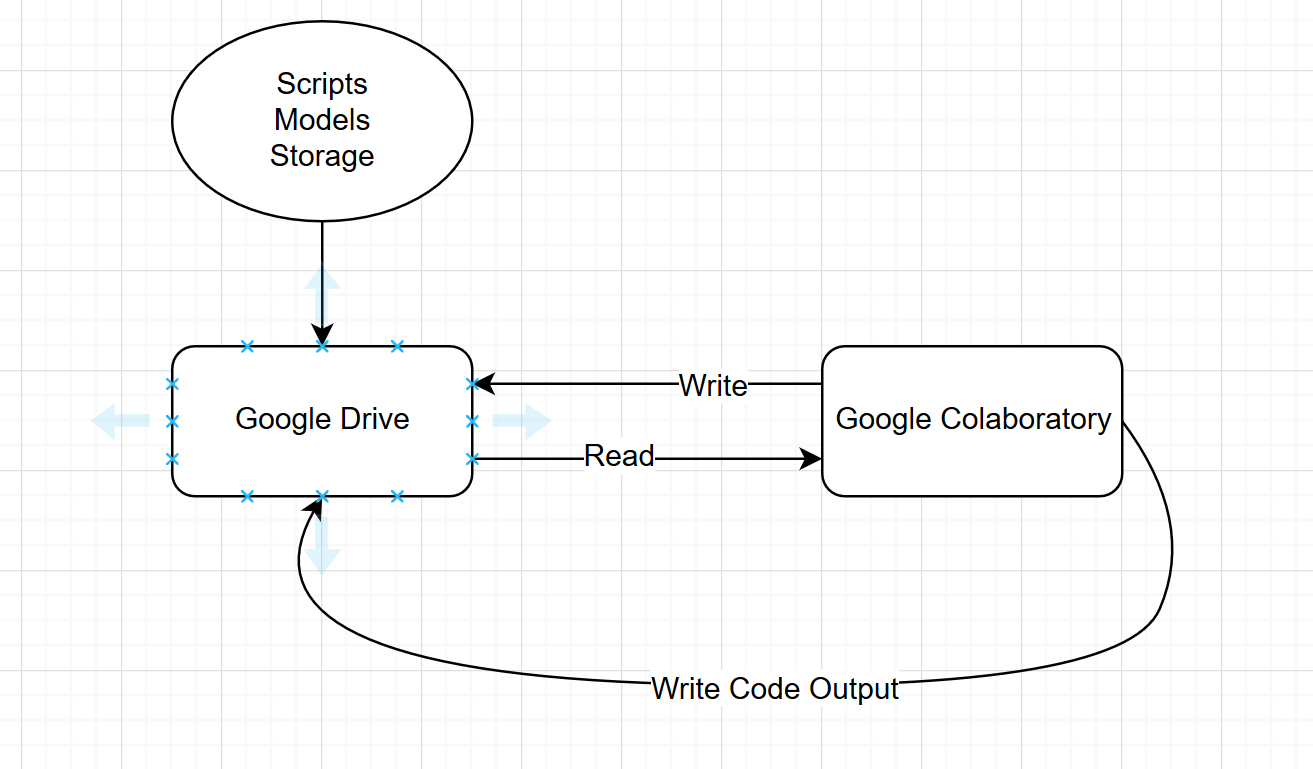 Scripts
Models
Storage
Google Drive
Write
Read
Google Colaboratory
Write Code Output